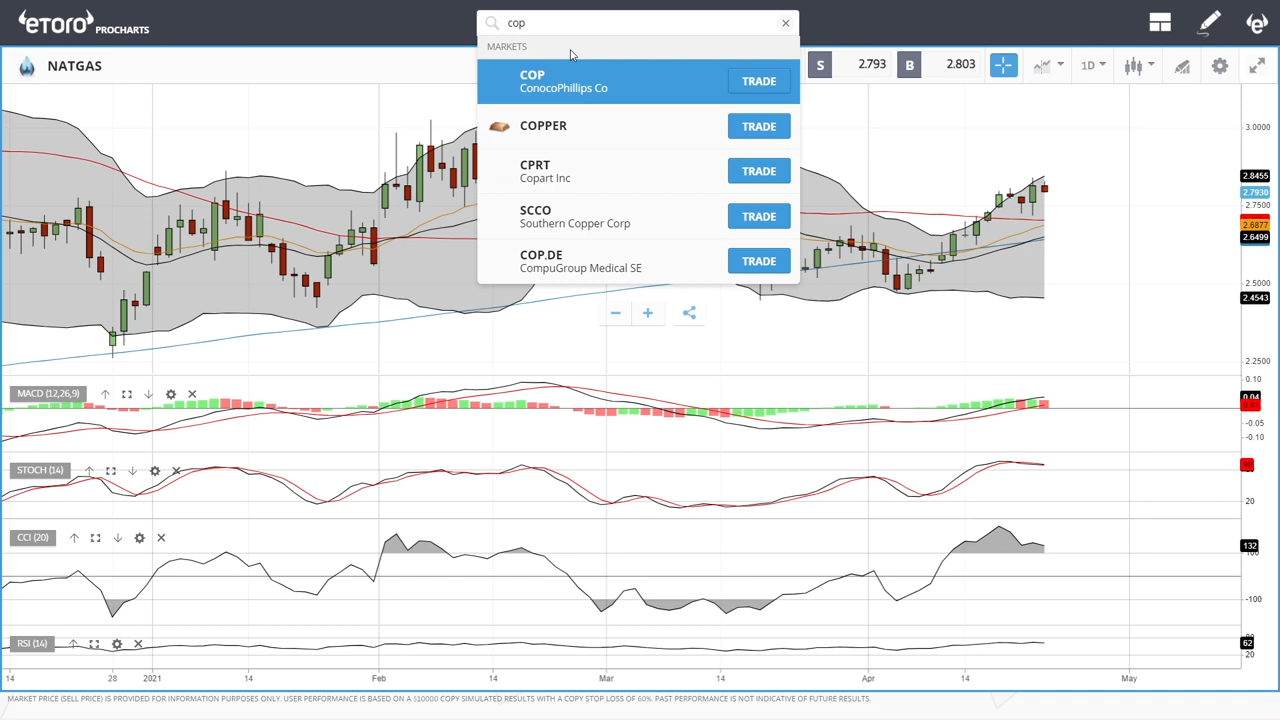 etoro PROCHARTS
cop
MARKETS
NATGAS
S 2.793 B 2.803
1D
COP
ConocoPhillips Co
TRADE
COPPER
TRADE
CPRT
Copart Inc
TRADE
SCCO
Southern Copper Corp
TRADE
COP.DE
CompuGroup Medical SE
TRADE
3.0000
2.8455
2.7930
2.7500
2.6877
2.6499
2.5000
2.4543
2.2500
MACD (12,26,9)
0.10
0.04
-0.05
-0.10
STOCH (14)
20
CCI (20)
132
100
-100
RSI (14)
62
20
14 28 2021 14 Feb 14 Mar 14 Apr 14 May
MARKET PRICE (SELL PRICE) IS PROVIDED FOR INFORMATION PURPOSES ONLY. USER PERFORMANCE IS BASED ON A $10000 COPY SIMULATED RESULTS WITH A COPY STOP LOSS OF 60%. PAST PERFORMANCE IS NOT INDICATIVE OF FUTURE RESULTS.